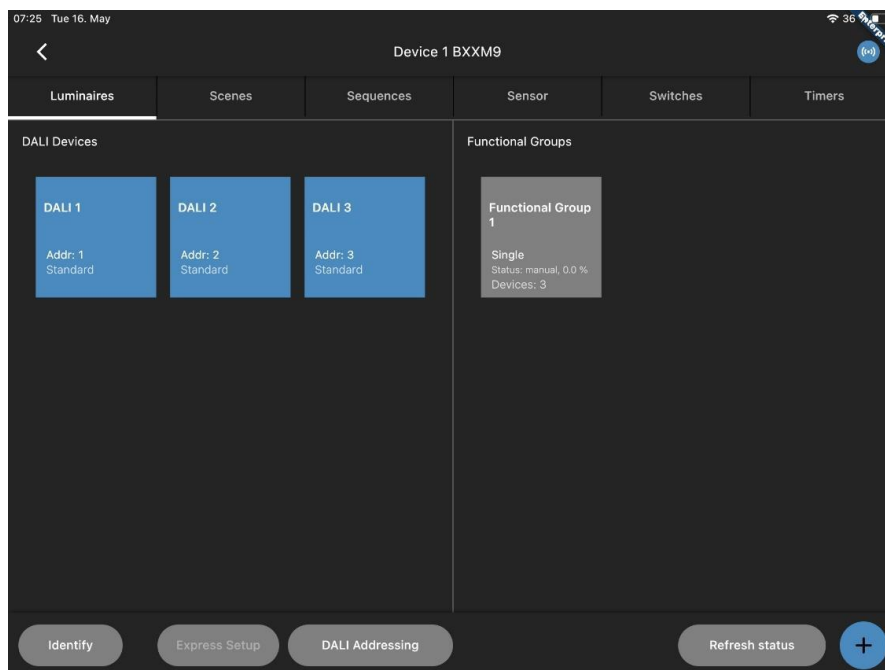 07:25 Tue 16. May
36
Device 1 BXXM9
Luminaires Scenes Sequences Sensor Switches Timers
DALI Devices
Functional Groups
DALI 1
Addr: 1
Standard
DALI 2
Addr: 2
Standard
DALI 3
Addr: 3
Standard
Functional Group
1
Single
Status: manual, 0.0 %
Devices: 3
Identify Express Setup DALI Addressing Refresh status +